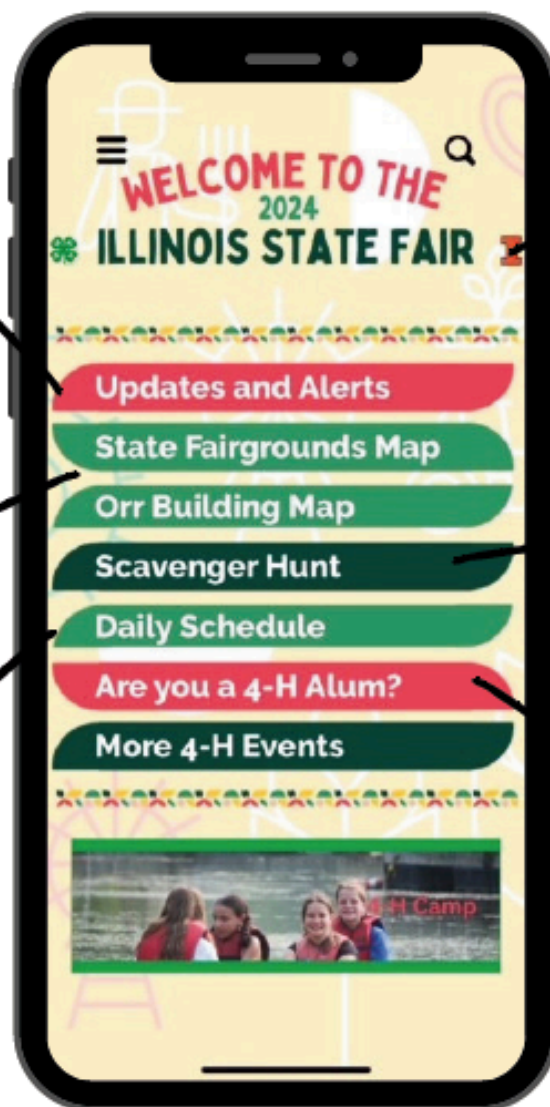 WELCOME TO THE
2024
ILLINOIS STATE FAIR I
Updates and Alerts
State Fairgrounds Map
Orr Building Map
Scavenger Hunt
Daily Schedule
Are you a 4-H Alum?
More 4-H Events
4-H Camp